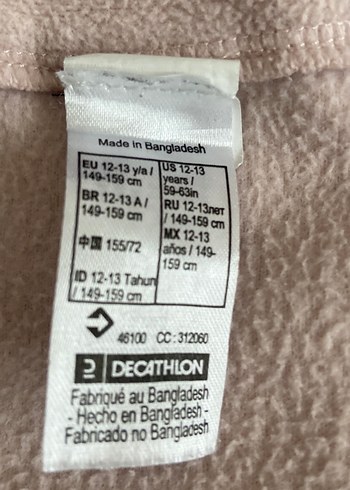 Made in Bangladesh
EU 12-13 y/a /
149-159 cm
BR 12-13 A /
149-159 cm
中国 155/72
ID 12-13 Tahun
/ 149-159 cm
US 12-13
years /
59-63in
RU 12-13лет
/ 149-159 cm
MX 12-13
años / 149-
159 cm
46100 CC : 312060
DECATHLON
Fabriqué au Bangladesh
- Hecho en Bangladesh -
Fabricado no Bangladesh